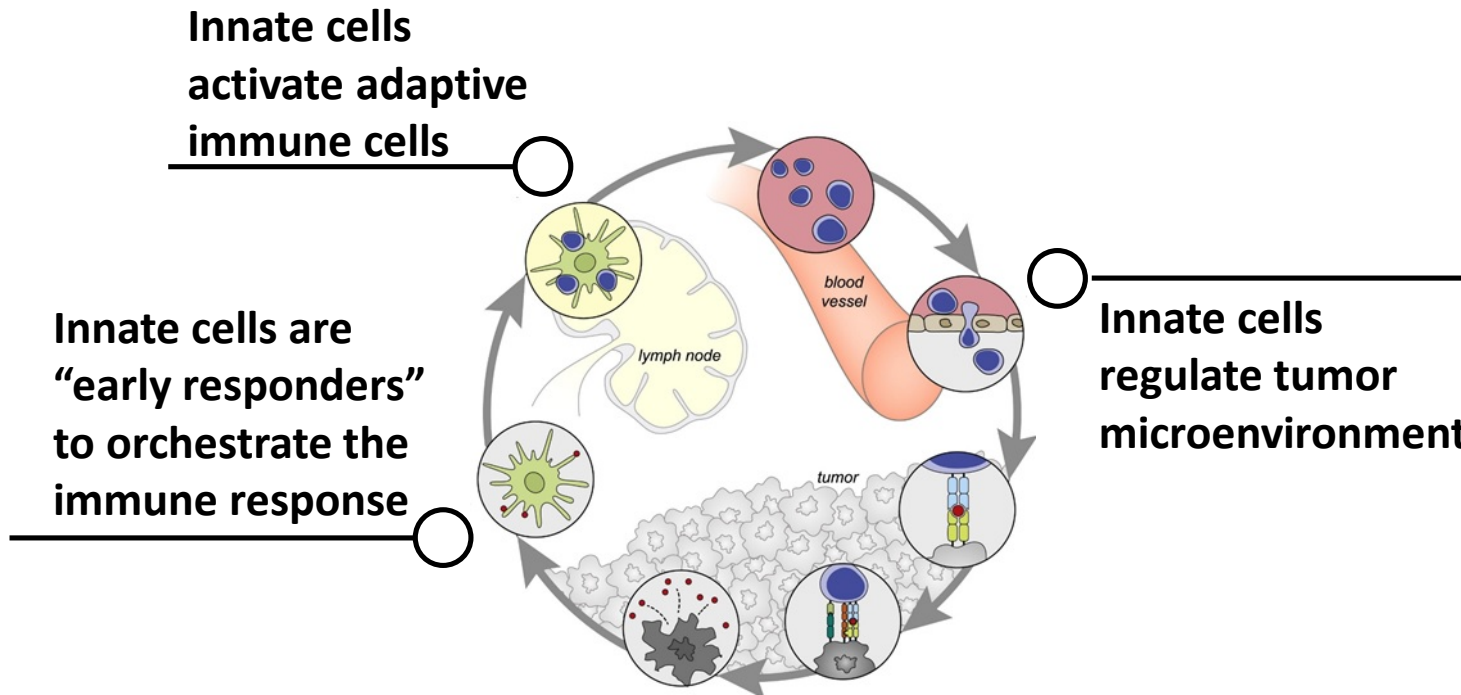 Innate cells
activate adaptive
immune cells
blood
vessel
Innate cells are
“early responders”
to orchestrate the
immune response
lymph node
Innate cells
regulate tumor
microenvironment
tumor